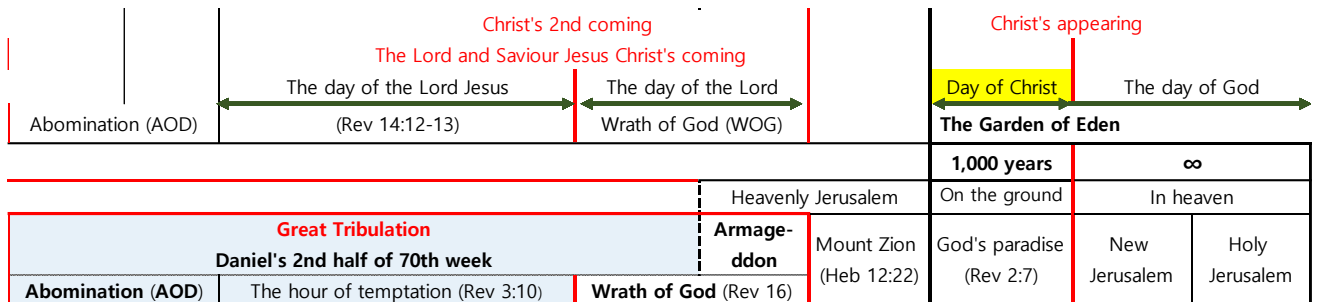 Christ's 2nd coming
Christ's appearing
The Lord and Saviour Jesus Christ's coming
The day of the Lord Jesus
The day of the Lord
Day of Christ
The day of God
Abomination (AOD)
(Rev 14:12-13)
Wrath of God (WOG)
The Garden of Eden
1,000 years
∞
Heavenly Jerusalem
On the ground
In heaven
Great Tribulation
Daniel's 2nd half of 70th week
Armage-
ddon
Mount Zion
(Heb 12:22)
God's paradise
(Rev 2:7)
New
Jerusalem
Holy
Jerusalem
Abomination (AOD)
The hour of temptation (Rev 3:10)
Wrath of God (Rev 16)